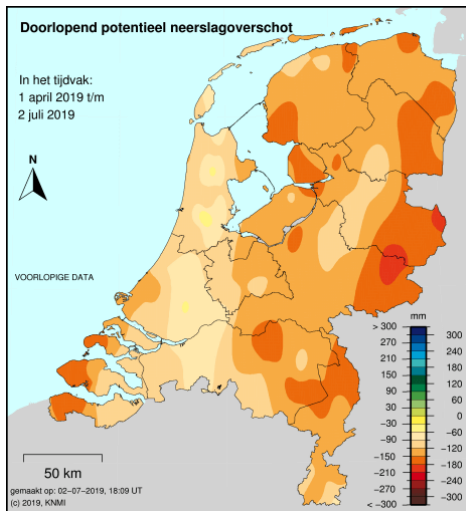 Doorlopend potentieel neerslagoverschot
In het tijdvak:
1 april 2019 t/m
2 juli 2019
N
VOORLOPIGE DATA
mm
> 300
300
270
240
210
180
150
120
90
60
30
0
-30
-60
-90
-120
-150
-180
-210
-240
-270
-300
< -300
50 km
gemaakt op: 02-07-2019, 18:09 UT
(c) 2019, KNMI